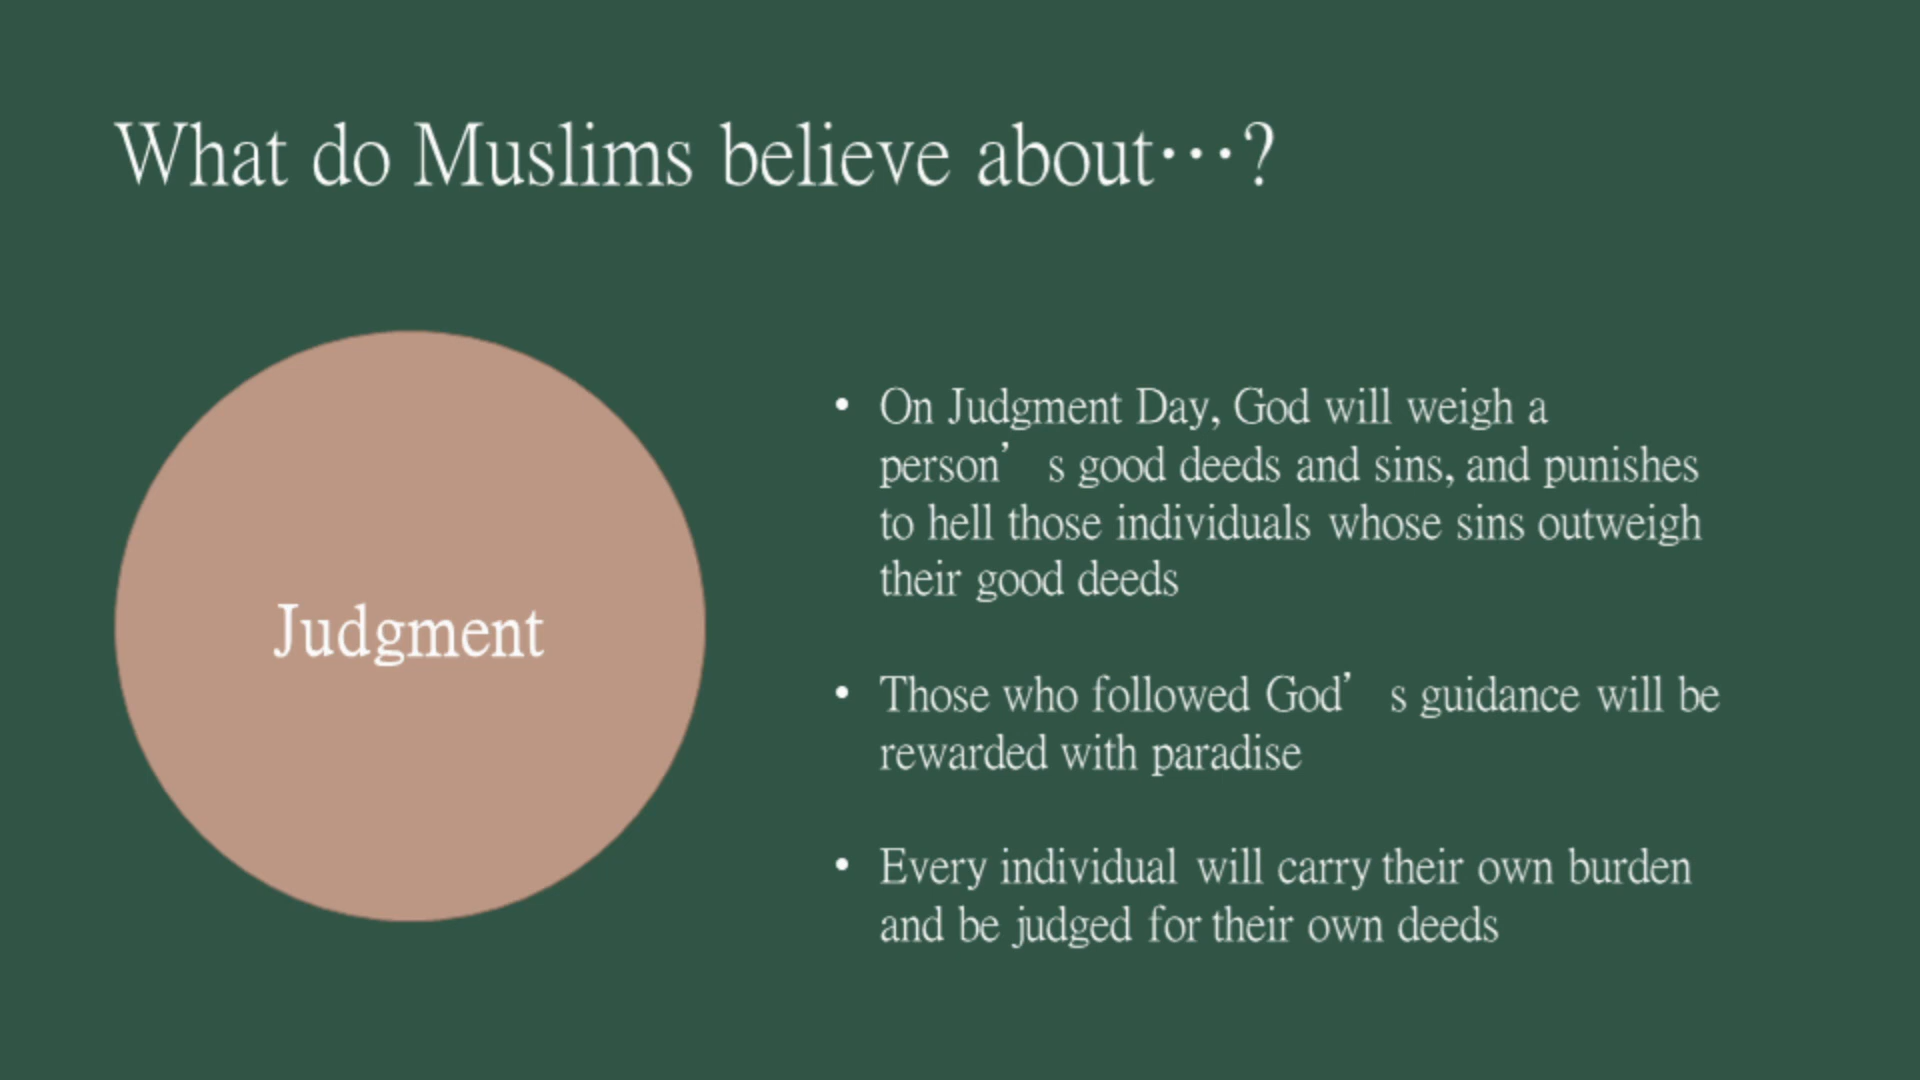 What do Muslims believe about…?
Judgment
• On Judgment Day, God will weigh a
person’s good deeds and sins, and punishes
to hell those individuals whose sins outweigh
their good deeds
• Those who followed God’s guidance will be
rewarded with paradise
• Every individual will carry their own burden
and be judged for their own deeds